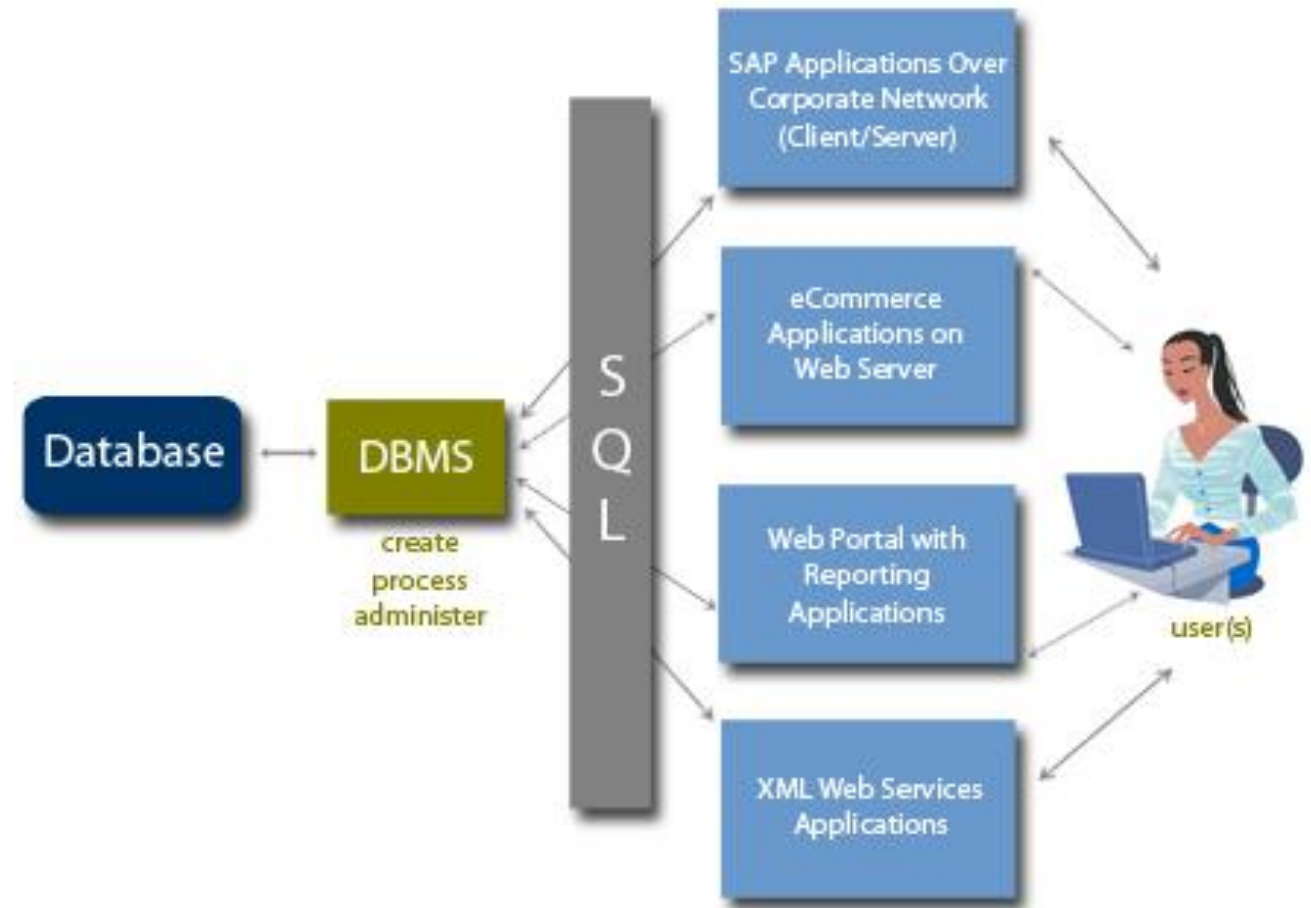 Database
DBMS
create
process
administer
S
Q
L
SAP Applications Over
Corporate Network
(Client/Server)
eCommerce
Applications on
Web Server
Web Portal with
Reporting
Applications
XML Web Services
Applications
user(s)